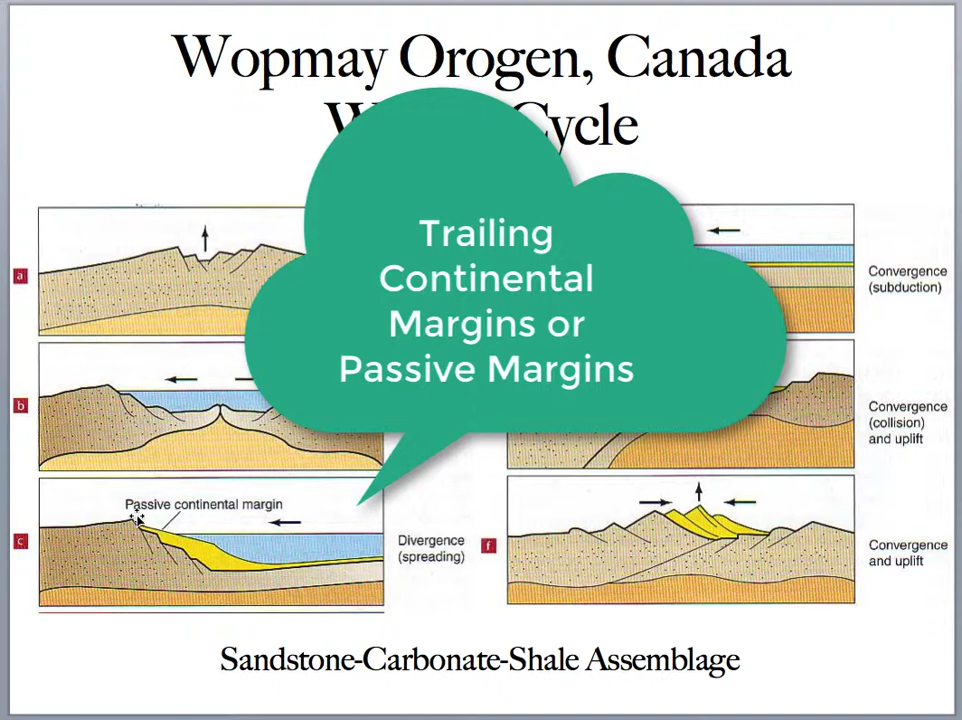 Wopmay Orogen, Canada
Cycle
Trailing
Continental
Margins or
Passive Margins
a
Convergence
(subduction)
b
Convergence
(collision)
and uplift
Passive continental margin
c
Divergence
(spreading)
f
Convergence
and uplift
Sandstone-Carbonate-Shale Assemblage